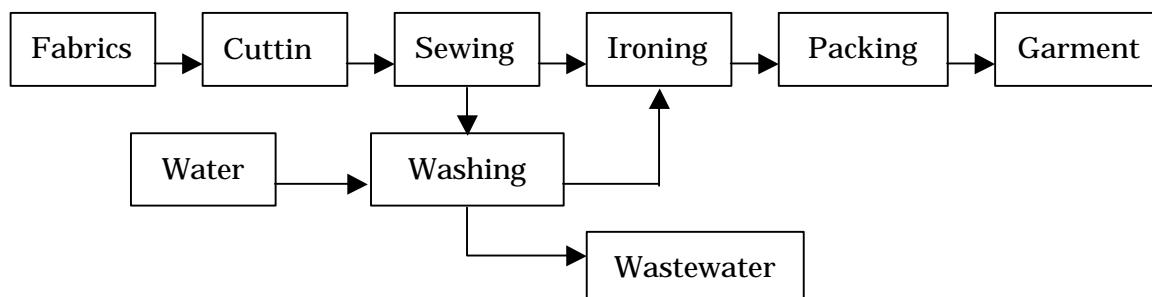 Fabrics
Cuttin
Sewing
Ironing
Packing
Garment
Water
Washing
Wastewater